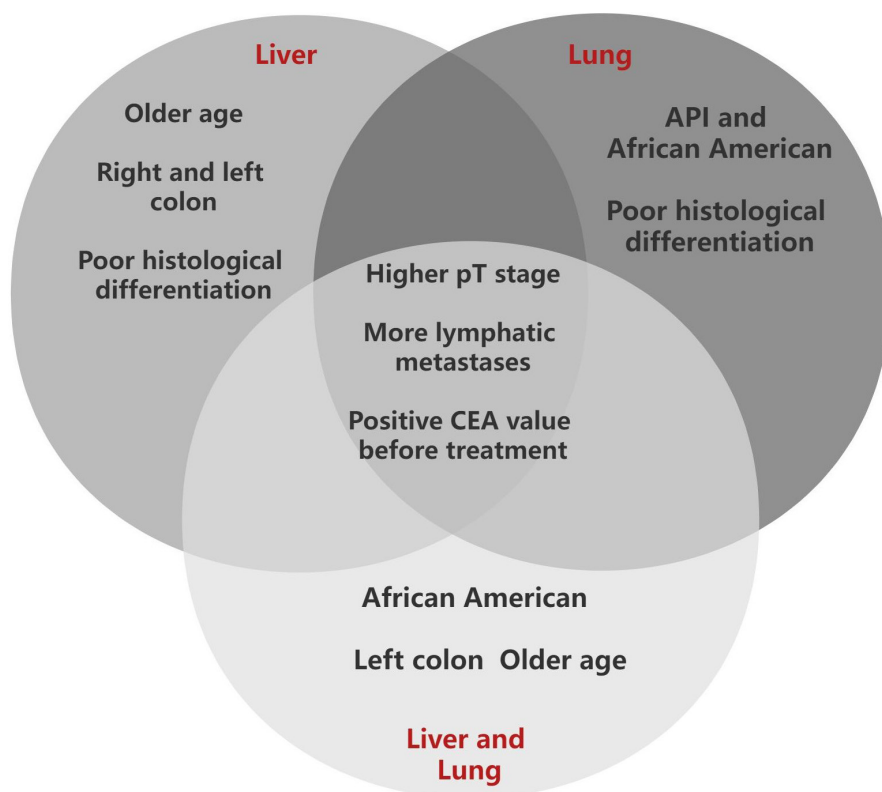 Liver
Older age
Right and left
colon
Poor histological
differentiation
Lung
API and
African American
Poor histological
differentiation
Higher pT stage
More lymphatic
metastases
Positive CEA value
before treatment
African American
Left colon  Older age
Liver and
Lung